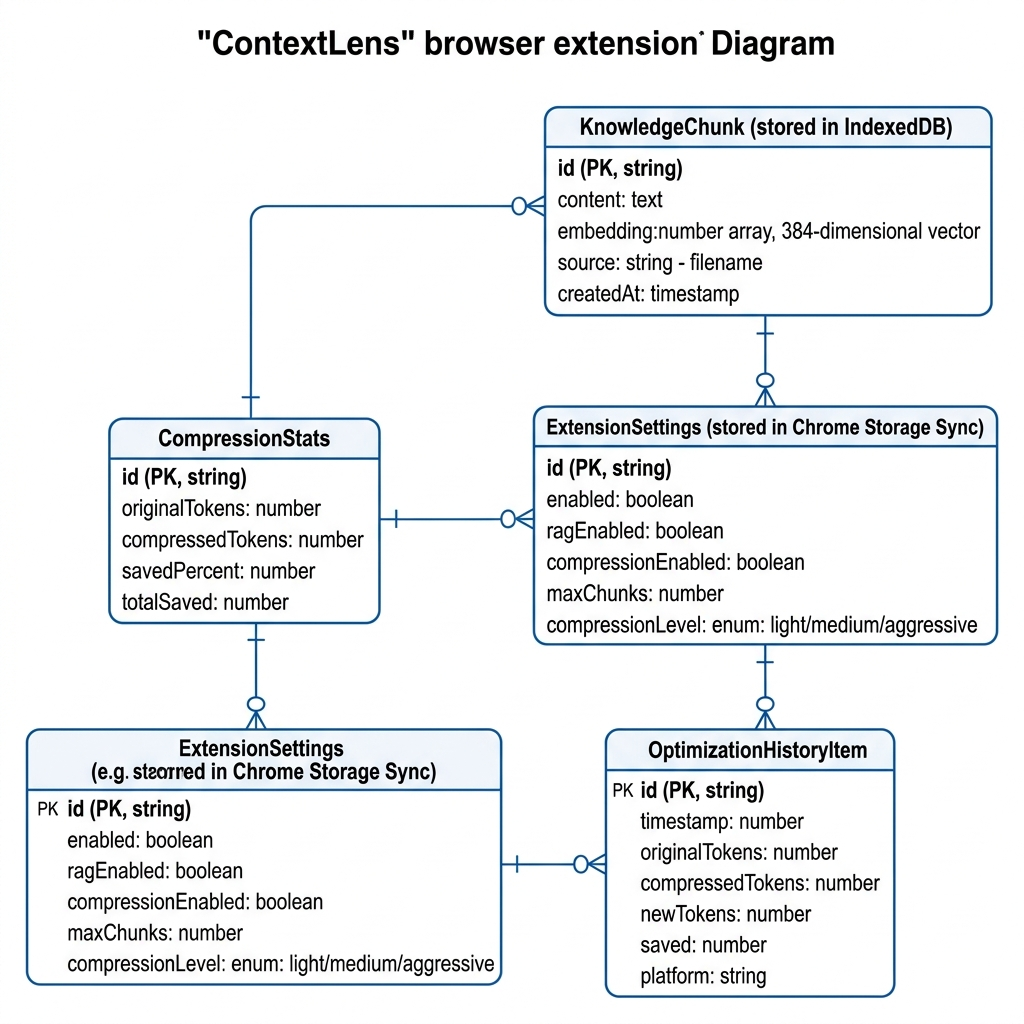 "ContextLens" browser extension* Diagram
KnowledgeChunk (stored in IndexedDB)
id (PK, string)
content: text
embedding:number array, 384-dimensional vector
source: string - filename
createdAt: timestamp
CompressionStats
id (PK, string)
originalTokens: number
compressedTokens: number
savedPercent: number
totalSaved: number
ExtensionSettings (stored in Chrome Storage Sync)
id (PK, string)
enabled: boolean
ragEnabled: boolean
compressionEnabled: boolean
maxChunks: number
compressionLevel: enum: light/medium/aggressive
ExtensionSettings
(e.g. in Chrome Storage Sync)
PK id (PK, string)
enabled: boolean
ragEnabled: boolean
compressionEnabled: boolean
maxChunks: number
compressionLevel: enum: light/medium/aggressive
OptimizationHistoryItem
PK id (PK, string)
timestamp: number
originalTokens: number
compressedTokens: number
newTokens: number
saved: number
platform: string